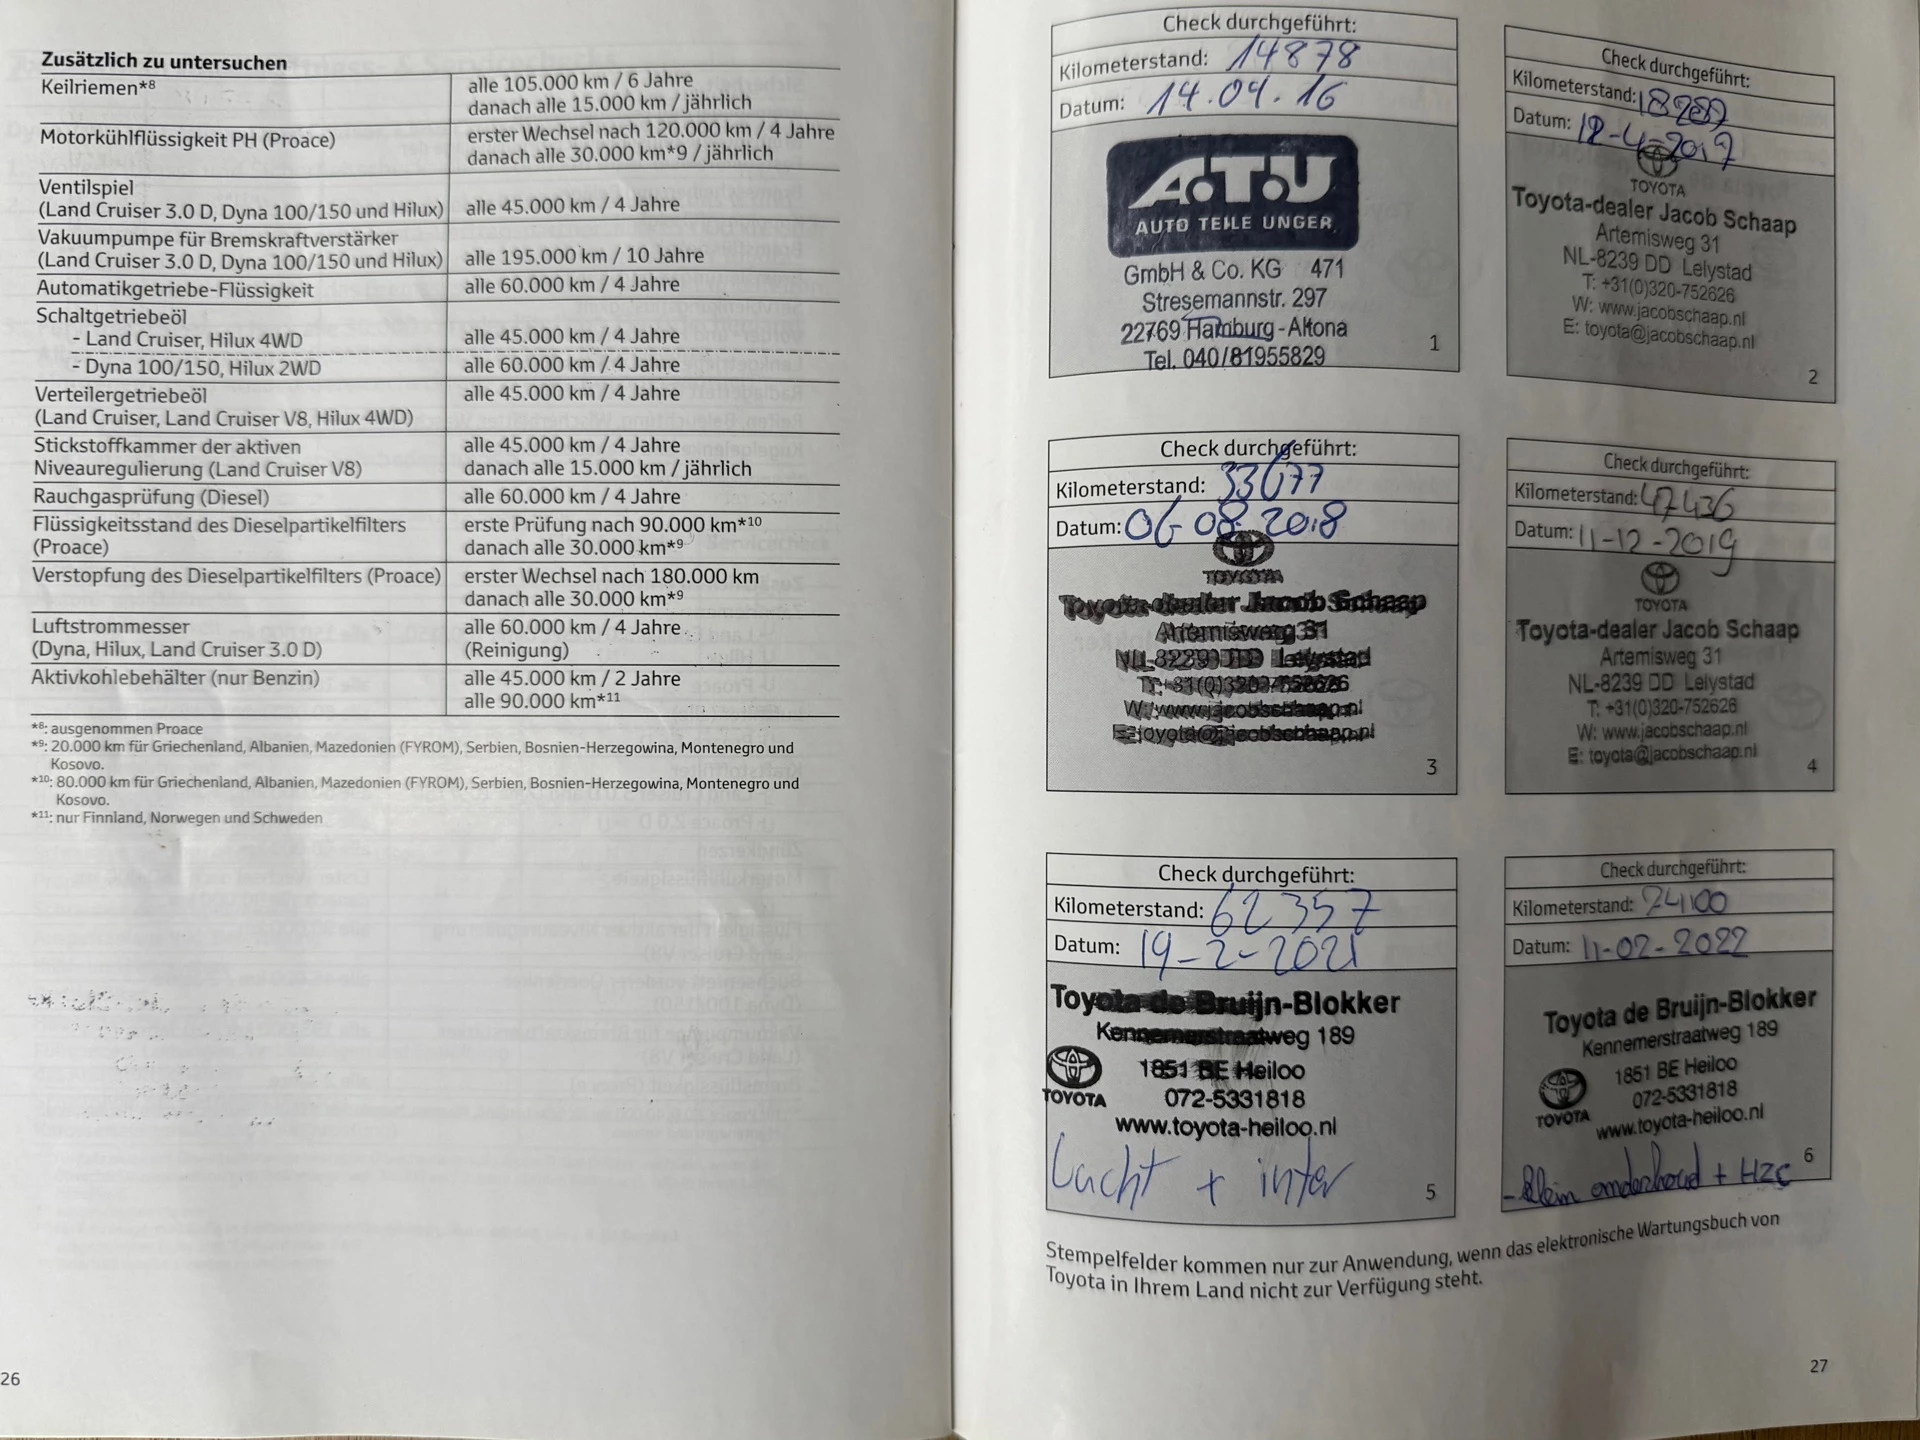 Zusätzlich zu untersuchen
Keilriemen*8 alle 105.000 km / 6 Jahre
danach alle 15.000 km / jährlich
Motorkühlflüssigkeit PH (Proace) erster Wechsel nach 120.000 km / 4 Jahre
danach alle 30.000 km*9 / jährlich
Ventilspiel
(Land Cruiser 3.0 D, Dyna 100/150 und Hilux) alle 45.000 km / 4 Jahre
Vakuumpumpe für Bremskraftverstärker
(Land Cruiser 3.0 D, Dyna 100/150 und Hilux) alle 195.000 km / 10 Jahre
Automatikgetriebe-Flüssigkeit alle 60.000 km / 4 Jahre
Schaltgetriebeöl
- Land Cruiser, Hilux 4WD alle 45.000 km / 4 Jahre
- Dyna 100/150, Hilux 2WD alle 60.000 km / 4 Jahre
Verteilergetriebeöl alle 45.000 km / 4 Jahre
(Land Cruiser, Land Cruiser V8, Hilux 4WD)
Stickstoffkammer der aktiven alle 45.000 km / 4 Jahre
Niveauregulierung (Land Cruiser V8) danach alle 15.000 km / jährlich
Rauchgasprüfung (Diesel) alle 60.000 km / 4 Jahre
Flüssigkeitsstand des Dieselpartikelfilters erste Prüfung nach 90.000 km*10
(Proace) danach alle 30.000 km*9
Verstopfung des Dieselpartikelfilters (Proace) erster Wechsel nach 180.000 km
danach alle 30.000 km*9
Luftstrommesser alle 60.000 km / 4 Jahre
(Dyna, Hilux, Land Cruiser 3.0 D) (Reinigung)
Aktivkohlebehälter (nur Benzin) alle 45.000 km / 2 Jahre
alle 90.000 km*11
*8: ausgenommen Proace
*9: 20.000 km für Griechenland, Albanien, Mazedonien (FYROM), Serbien, Bosnien-Herzegowina, Montenegro und
Kosovo.
*10: 80.000 km für Griechenland, Albanien, Mazedonien (FYROM), Serbien, Bosnien-Herzegowina, Montenegro und
Kosovo.
*11: nur Finnland, Norwegen und Schweden
26
Check durchgeführt:
Kilometerstand: 14878
Datum: 14.04.16
A.T.U
AUTO TEILE UNGER
GmbH & Co. KG 471
Stresemannstr. 297
22769 Hamburg-Altona
Tel. 040/81955829
1
Check durchgeführt:
Kilometerstand:
Datum: 12-4-2017
TOYOTA
Toyota-dealer Jacob Schaap
Artemisweg 31
NL-8239 DD Lelystad
T: +31(0)320-752626
W: www.jacobschaap.nl
E: toyota@jacobschaap.nl
2
Check durchgeführt:
Kilometerstand: 33677
Datum: 06-08-2018
TOYOTA
Toyota-dealer Jacob Schaap
Artemisweg 31
NL-8239 DD Lelystad
T: +31(0)320-752626
W: www.jacobschaap.nl
E: toyota@jacobschaap.nl
3
Check durchgeführt:
Kilometerstand: 47436
Datum: 11-12-2019
TOYOTA
Toyota-dealer Jacob Schaap
Artemisweg 31
NL-8239 DD Lelystad
T: +31(0)320-752626
W: www.jacobschaap.nl
E: toyota@jacobschaap.nl
4
Check durchgeführt:
Kilometerstand: 62357
Datum: 19-2-2021
Toyota de Bruijn-Blokker
Kennemerstraatweg 189
1851 BE Heiloo
TOYOTA 072-5331818
www.toyota-heiloo.nl
Lucht + inter
5
Check durchgeführt:
Kilometerstand: 74100
Datum: 11-02-2022
Toyota de Bruijn-Blokker
Kennemerstraatweg 189
1851 BE Heiloo
TOYOTA 072-5331818
www.toyota-heiloo.nl
6
- klein onderhoud + HZC
Stempelfelder kommen nur zur Anwendung, wenn das elektronische Wartungsbuch von
Toyota in Ihrem Land nicht zur Verfügung steht.
27